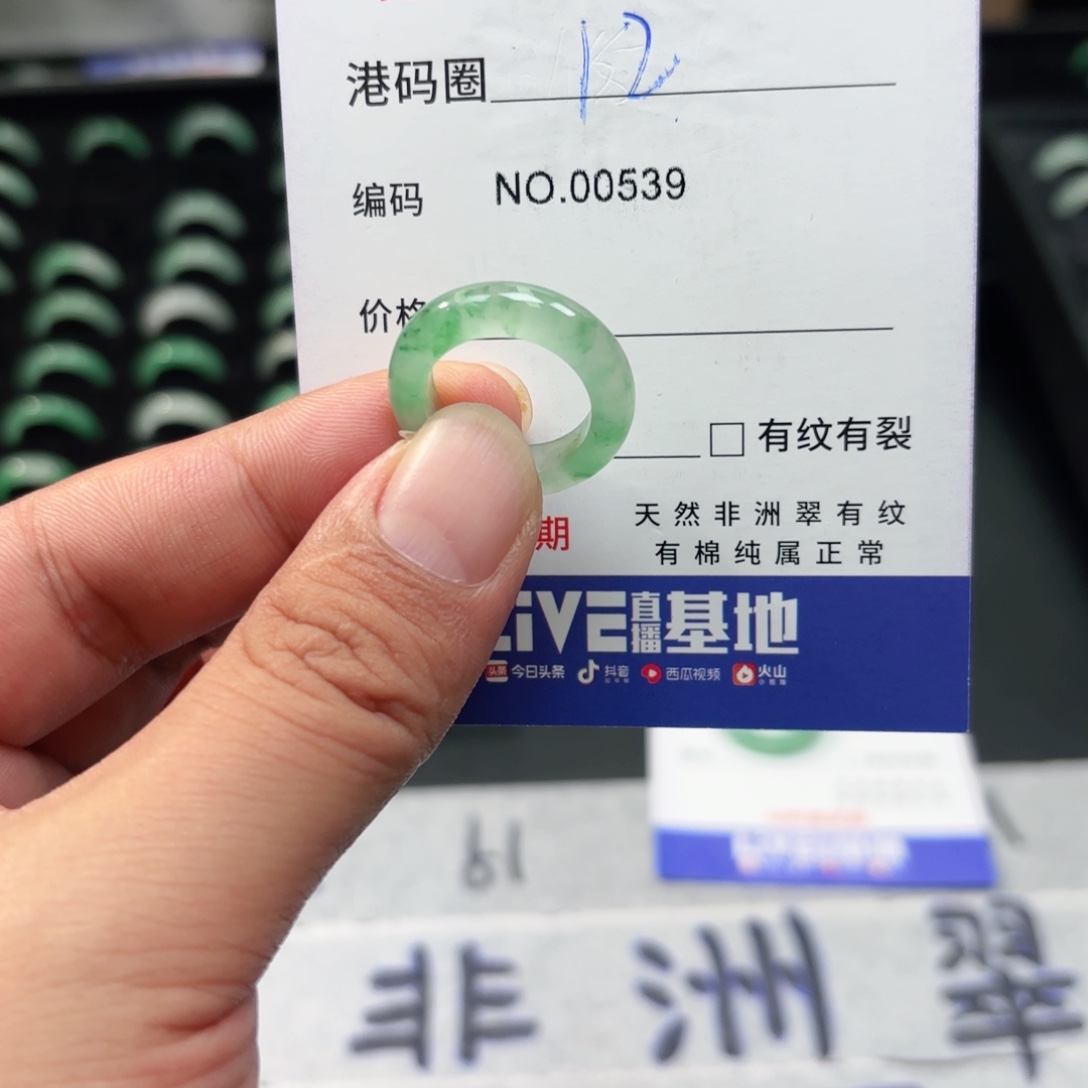 港码圈 12
编码 NO.00539
价格
□ 有纹有裂
期
天然非洲翠有纹
有棉纯属正常
LiVE直播基地
头条 今日头条 抖音 西瓜视频 火山
19
非洲翠